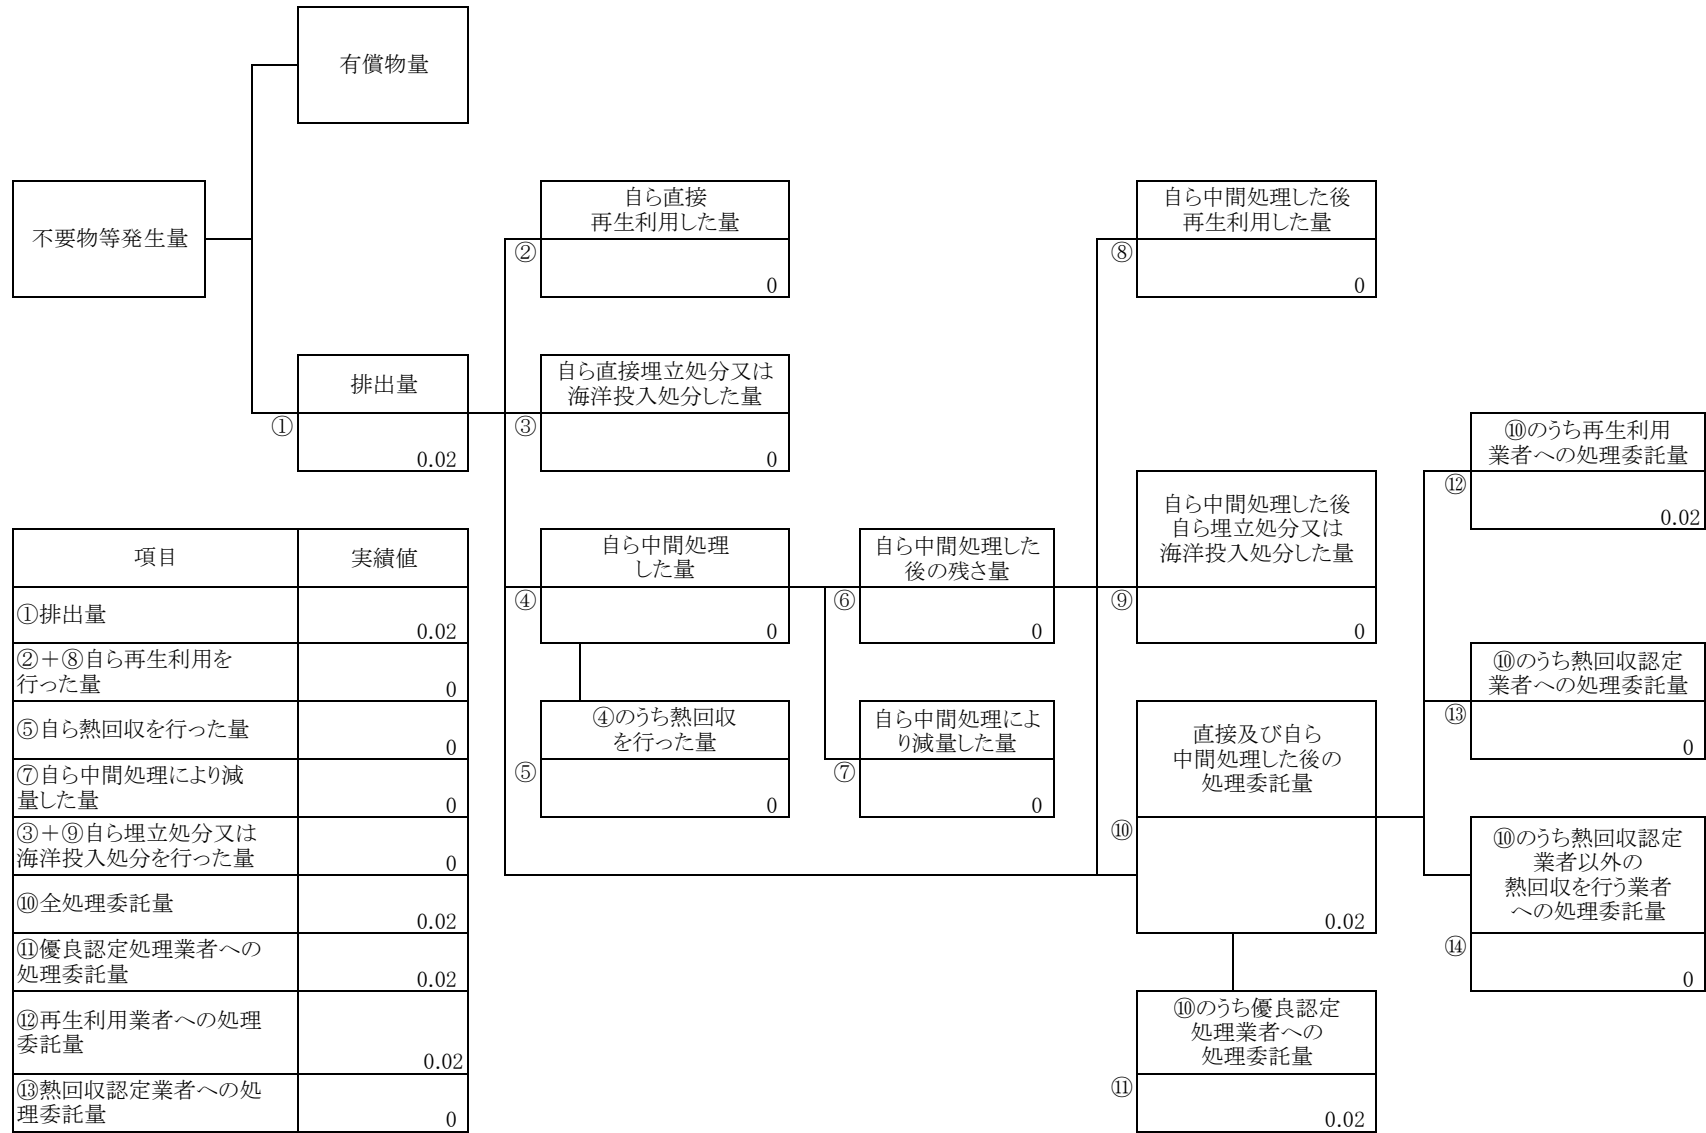 有償物量
不要物等発生量
自ら直接
再生利用した量
②
0
自ら中間処理した後
再生利用した量
⑧
0
排出量
①
0.02
自ら直接埋立処分又は
海洋投入処分した量
③
0
⑩のうち再生利用
業者への処理委託量
⑫
0.02
自ら中間処理
した量
④
0
自ら中間処理した
後の残さ量
⑥
0
自ら中間処理した後
自ら埋立処分又は
海洋投入処分した量
⑨
0
⑩のうち熱回収認定
業者への処理委託量
⑬
0
④のうち熱回収
を行った量
⑤
0
自ら中間処理によ
り減量した量
⑦
0
直接及び自ら
中間処理した後の
処理委託量
⑩
0.02
⑩のうち熱回収認定
業者以外の
熱回収を行う業者
への処理委託量
⑭
0
⑩のうち優良認定
処理業者への
処理委託量
⑪
0.02
項目 実績値
①排出量
0.02
②＋⑧自ら再生利用を
行った量
0
⑤自ら熱回収を行った量
0
⑦自ら中間処理により減
量した量
0
③＋⑨自ら埋立処分又は
海洋投入処分を行った量
0
⑩全処理委託量
0.02
⑪優良認定処理業者への
処理委託量
0.02
⑫再生利用業者への処理
委託量
0.02
⑬熱回収認定業者への処
理委託量
0